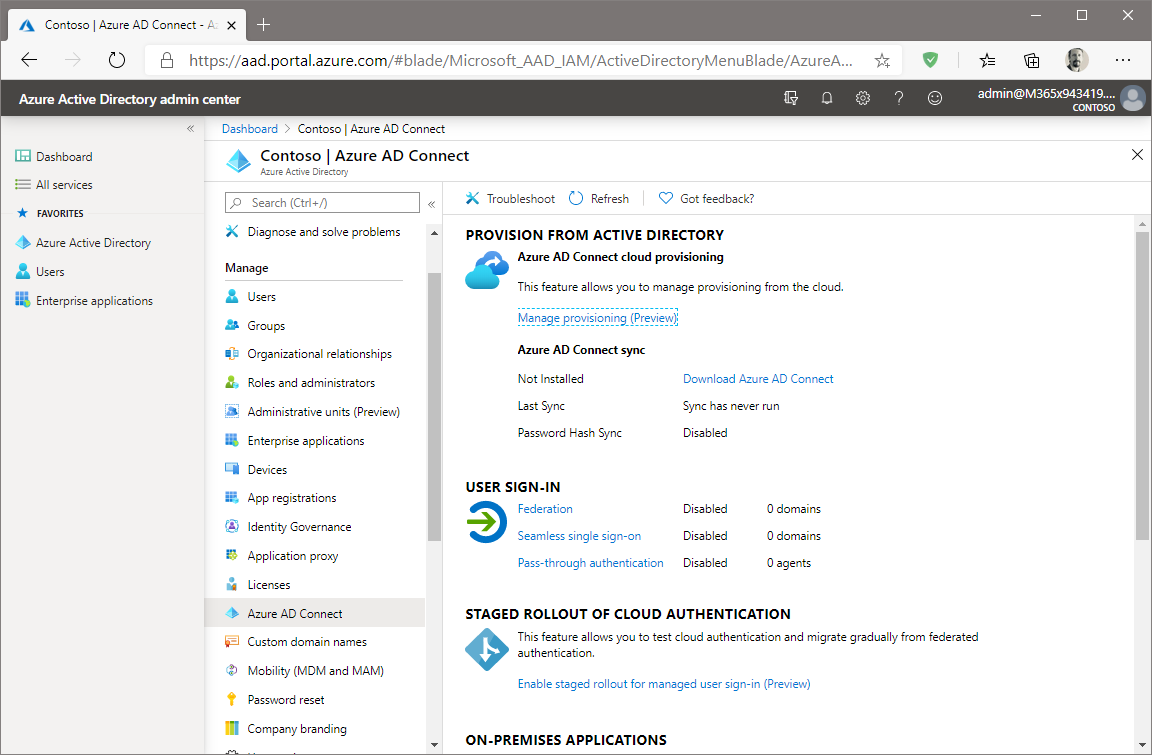 Contoso | Azure AD Connect - A
https://aad.portal.azure.com/#blade/Microsoft_AAD_IAM/ActiveDirectoryMenuBlade/AzureA...
Azure Active Directory admin center
admin@M365x943419....
CONTOSO
«
Dashboard
All services
FAVORITES
Azure Active Directory
Users
Enterprise applications
Dashboard > Contoso | Azure AD Connect
Contoso | Azure AD Connect
Azure Active Directory
Search (Ctrl+/)
«
Diagnose and solve problems
Manage
Users
Groups
Organizational relationships
Roles and administrators
Administrative units (Preview)
Enterprise applications
Devices
App registrations
Identity Governance
Application proxy
Licenses
Azure AD Connect
Custom domain names
Mobility (MDM and MAM)
Password reset
Company branding
Troubleshoot Refresh Got feedback?
PROVISION FROM ACTIVE DIRECTORY
Azure AD Connect cloud provisioning
This feature allows you to manage provisioning from the cloud.
Manage provisioning (Preview)
Azure AD Connect sync
Not Installed Download Azure AD Connect
Last Sync Sync has never run
Password Hash Sync Disabled
USER SIGN-IN
Federation Disabled 0 domains
Seamless single sign-on Disabled 0 domains
Pass-through authentication Disabled 0 agents
STAGED ROLLOUT OF CLOUD AUTHENTICATION
This feature allows you to test cloud authentication and migrate gradually from federated
authentication.
Enable staged rollout for managed user sign-in (Preview)
ON-PREMISES APPLICATIONS